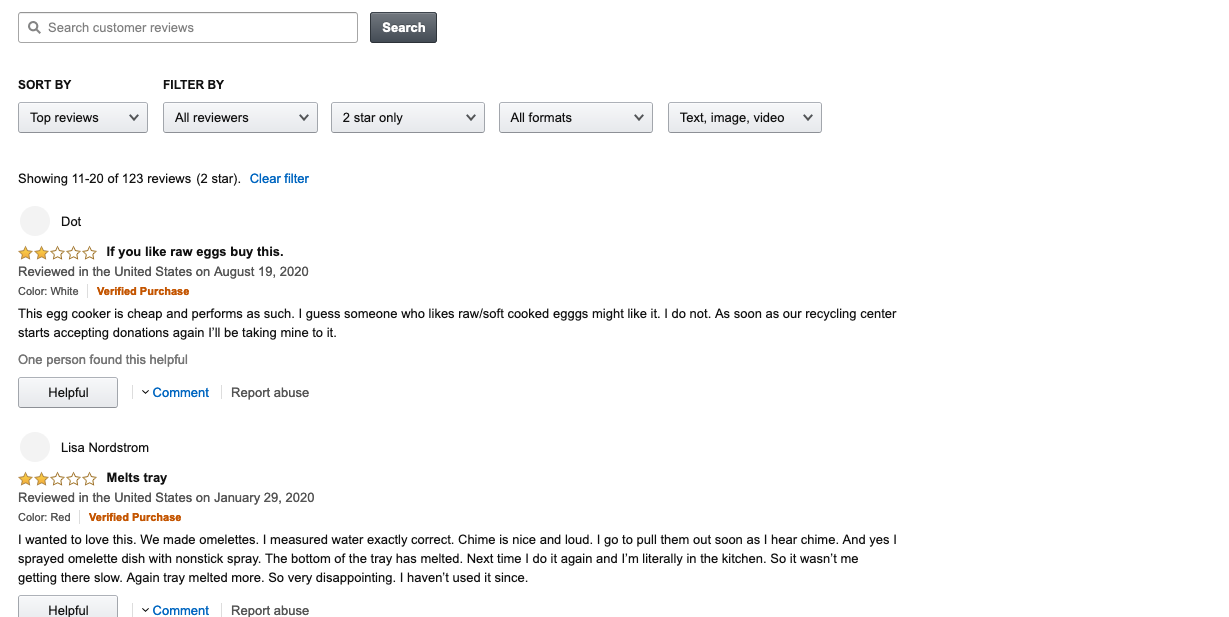 Search customer reviews
Search
SORT BY
FILTER BY
Top reviews
All reviewers
2 star only
All formats
Text, image, video
Showing 11-20 of 123 reviews (2 star). Clear filter
Dot
If you like raw eggs buy this.
Reviewed in the United States on August 19, 2020
Color: White Verified Purchase
This egg cooker is cheap and performs as such. I guess someone who likes raw/soft cooked egggs might like it. I do not. As soon as our recycling center
starts accepting donations again I’ll be taking mine to it.
One person found this helpful
Helpful
Comment
Report abuse
Lisa Nordstrom
Melts tray
Reviewed in the United States on January 29, 2020
Color: Red Verified Purchase
I wanted to love this. We made omelettes. I measured water exactly correct. Chime is nice and loud. I go to pull them out soon as I hear chime. And yes I
sprayed omelette dish with nonstick spray. The bottom of the tray has melted. Next time I do it again and I’m literally in the kitchen. So it wasn’t me
getting there slow. Again tray melted more. So very disappointing. I haven’t used it since.
Helpful
Comment
Report abuse